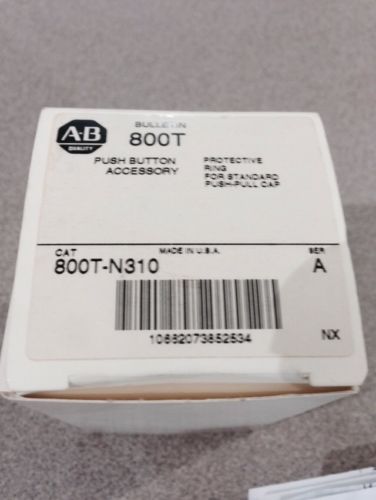 A-B
QUALITY
BULLETIN
800T
PUSH BUTTON
ACCESSORY
PROTECTIVE
RING
FOR STANDARD
PUSH-PULL CAP
CAT
MADE IN U.S.A.
SER
800T-N310
A
10662073852534
NX